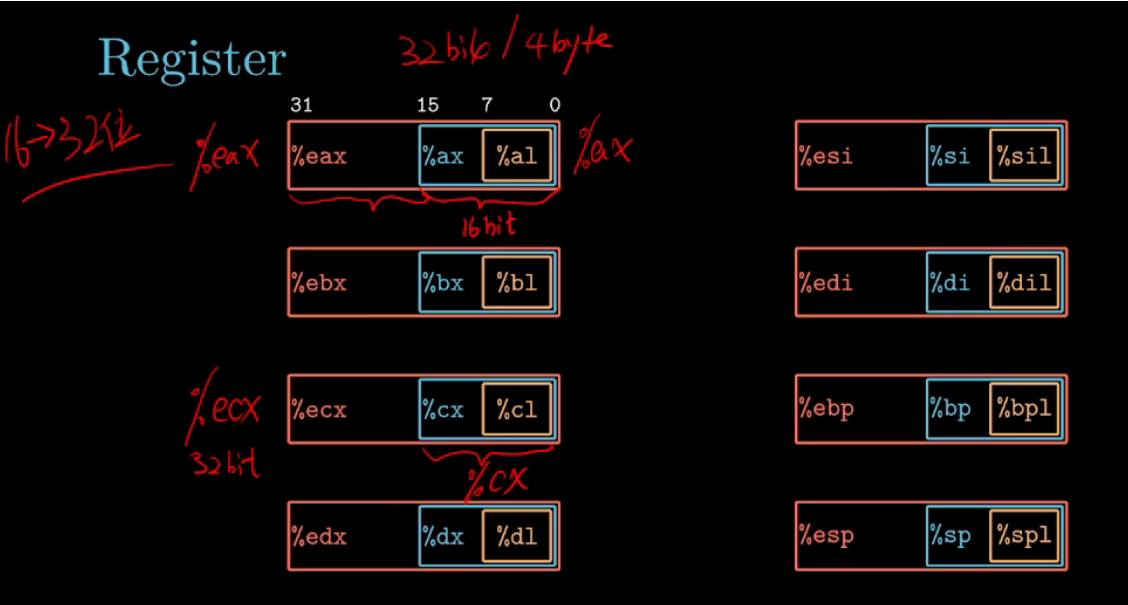 Register
32bit / 4byte
31 15 7 0
16→32位
%eax
%eax %ax %al
%ax
%esi %si %sil
16bit
%ebx %bx %bl
%edi %di %dil
%ecx
32bit
%ecx %cx %cl
%ebp %bp %bpl
%cx
%edx %dx %dl
%esp %sp %spl